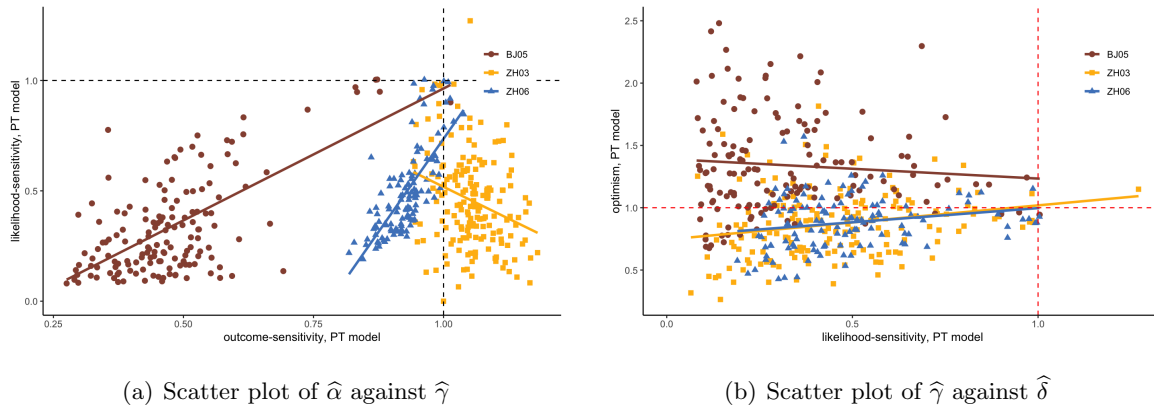 likelihood-sensitivity, PT model
1.0
0.5
0.0
0.25
0.50
0.75
1.00
outcome-sensitivity, PT model
BJ05
ZH03
ZH06
(a) Scatter plot of α̂ against γ̂
optimism, PT model
2.5
2.0
1.5
1.0
0.5
0.0
0.5
1.0
likelihood-sensitivity, PT model
BJ05
ZH03
ZH06
(b) Scatter plot of γ̂ against δ̂